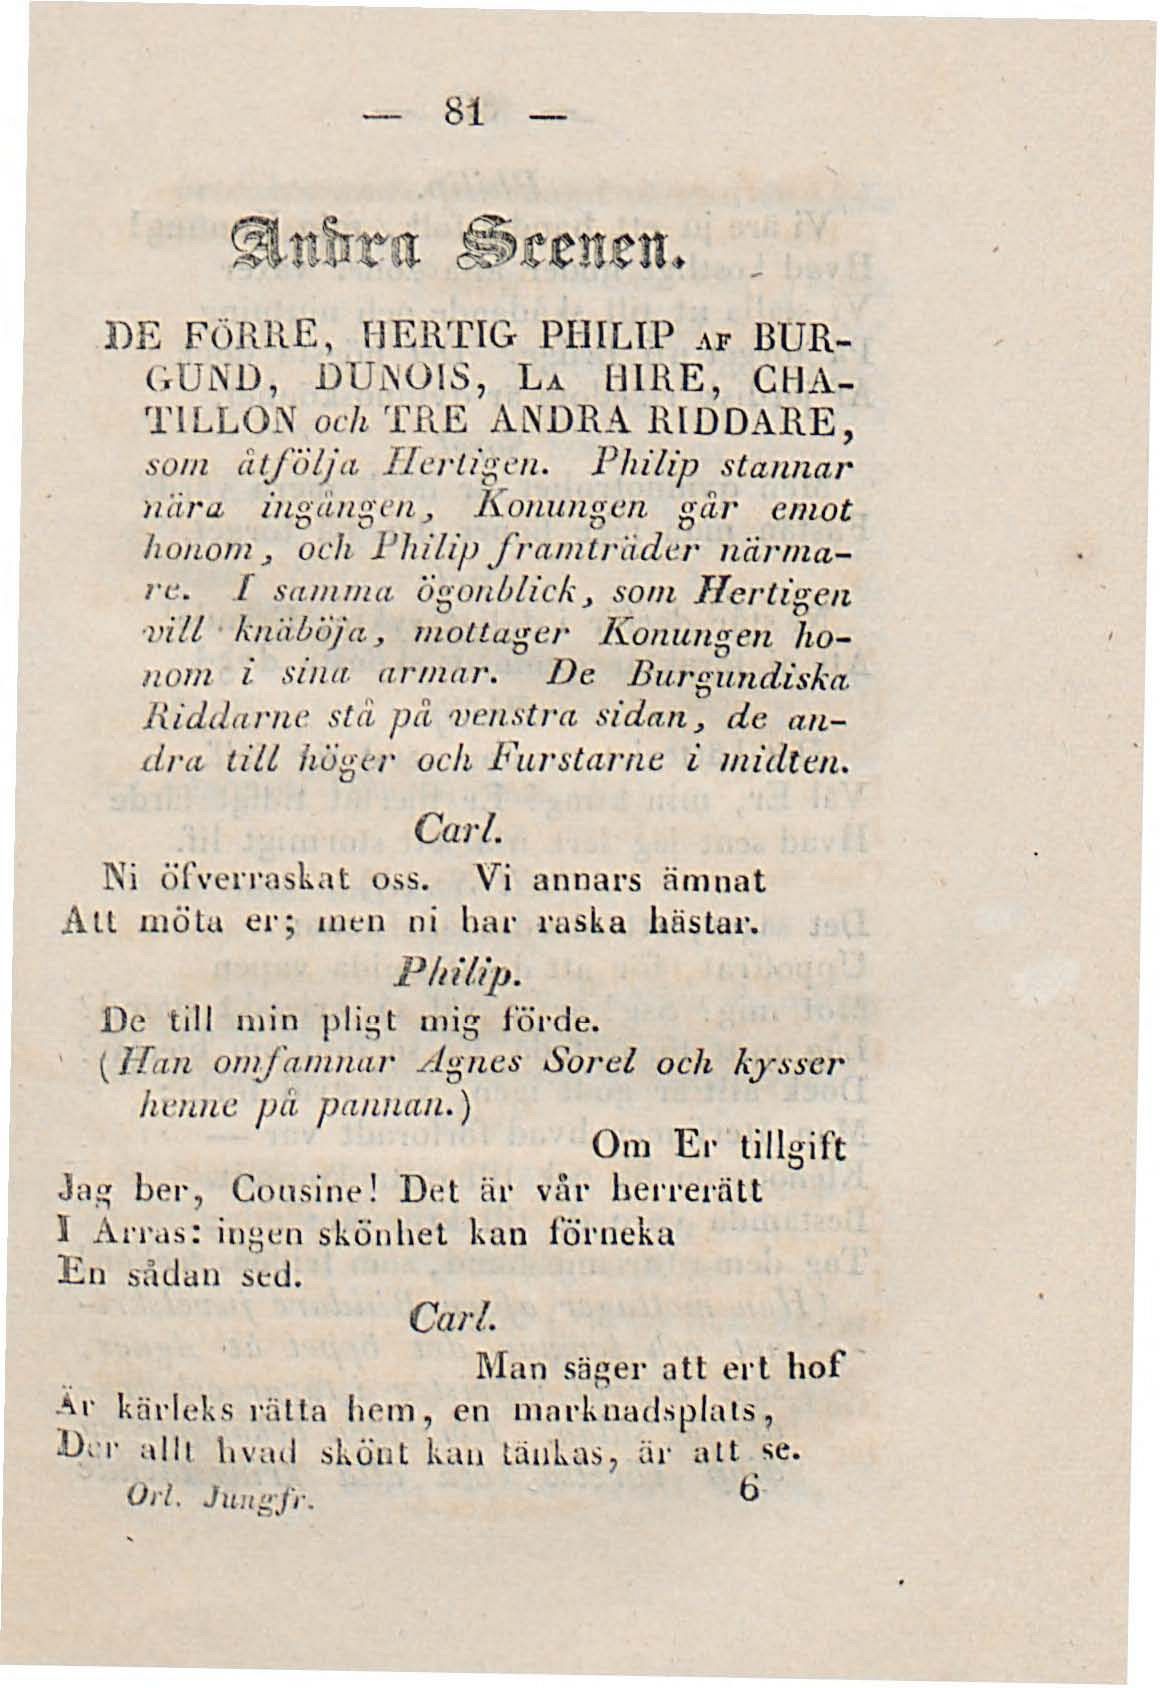 — 81 —
Andra Scenen.
DE FÖRRE, HERTIG PHILIP AF BUR-
GUND, DUNOIS, LA HIRE, CHA-
TILLON och TRE ANDRA RIDDARE,
som åtfölja Hertigen. Philip stannar
nära ingången, Konungen går emot
honom, och Philip framträder närma-
re. I samma ögonblick, som Hertigen
vill knäböja, mottager Konungen ho-
nom i sina armar. De Burgundiska
Riddarne stå på venstra sidan, de an-
dra till höger och Furstarne i midten.
Carl.
Ni öfverraskat oss. Vi annars ämnat
Att möta er; men ni har raska hästar.
Philip.
De till min pligt mig förde.
(Han omfamnar Agnes Sorel och kysser
henne på pannan.)
Om Er tillgift
Jag ber, Cousine! Det är vår herrerätt
I Arras: ingen skönhet kan förneka
En sådan sed.
Carl.
Man säger att ert hof
Är kärleks rätta hem, en marknadsplats,
Der allt hvad skönt kan tänkas, är att se.
Orl. Jungfr. 6